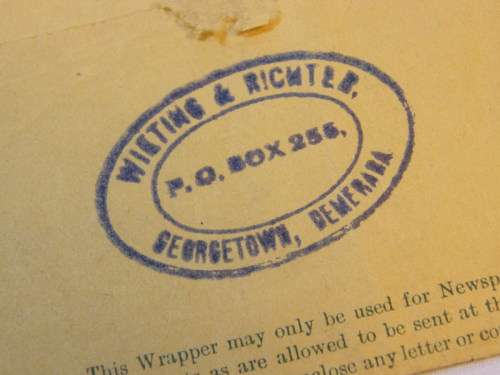 WIETING & RICHTER,
P.O. BOX 255,
GEORGETOWN, DEMERARA
This Wrapper may only be used for Newsp
as are allowed to be sent at th
nclose any letter or co